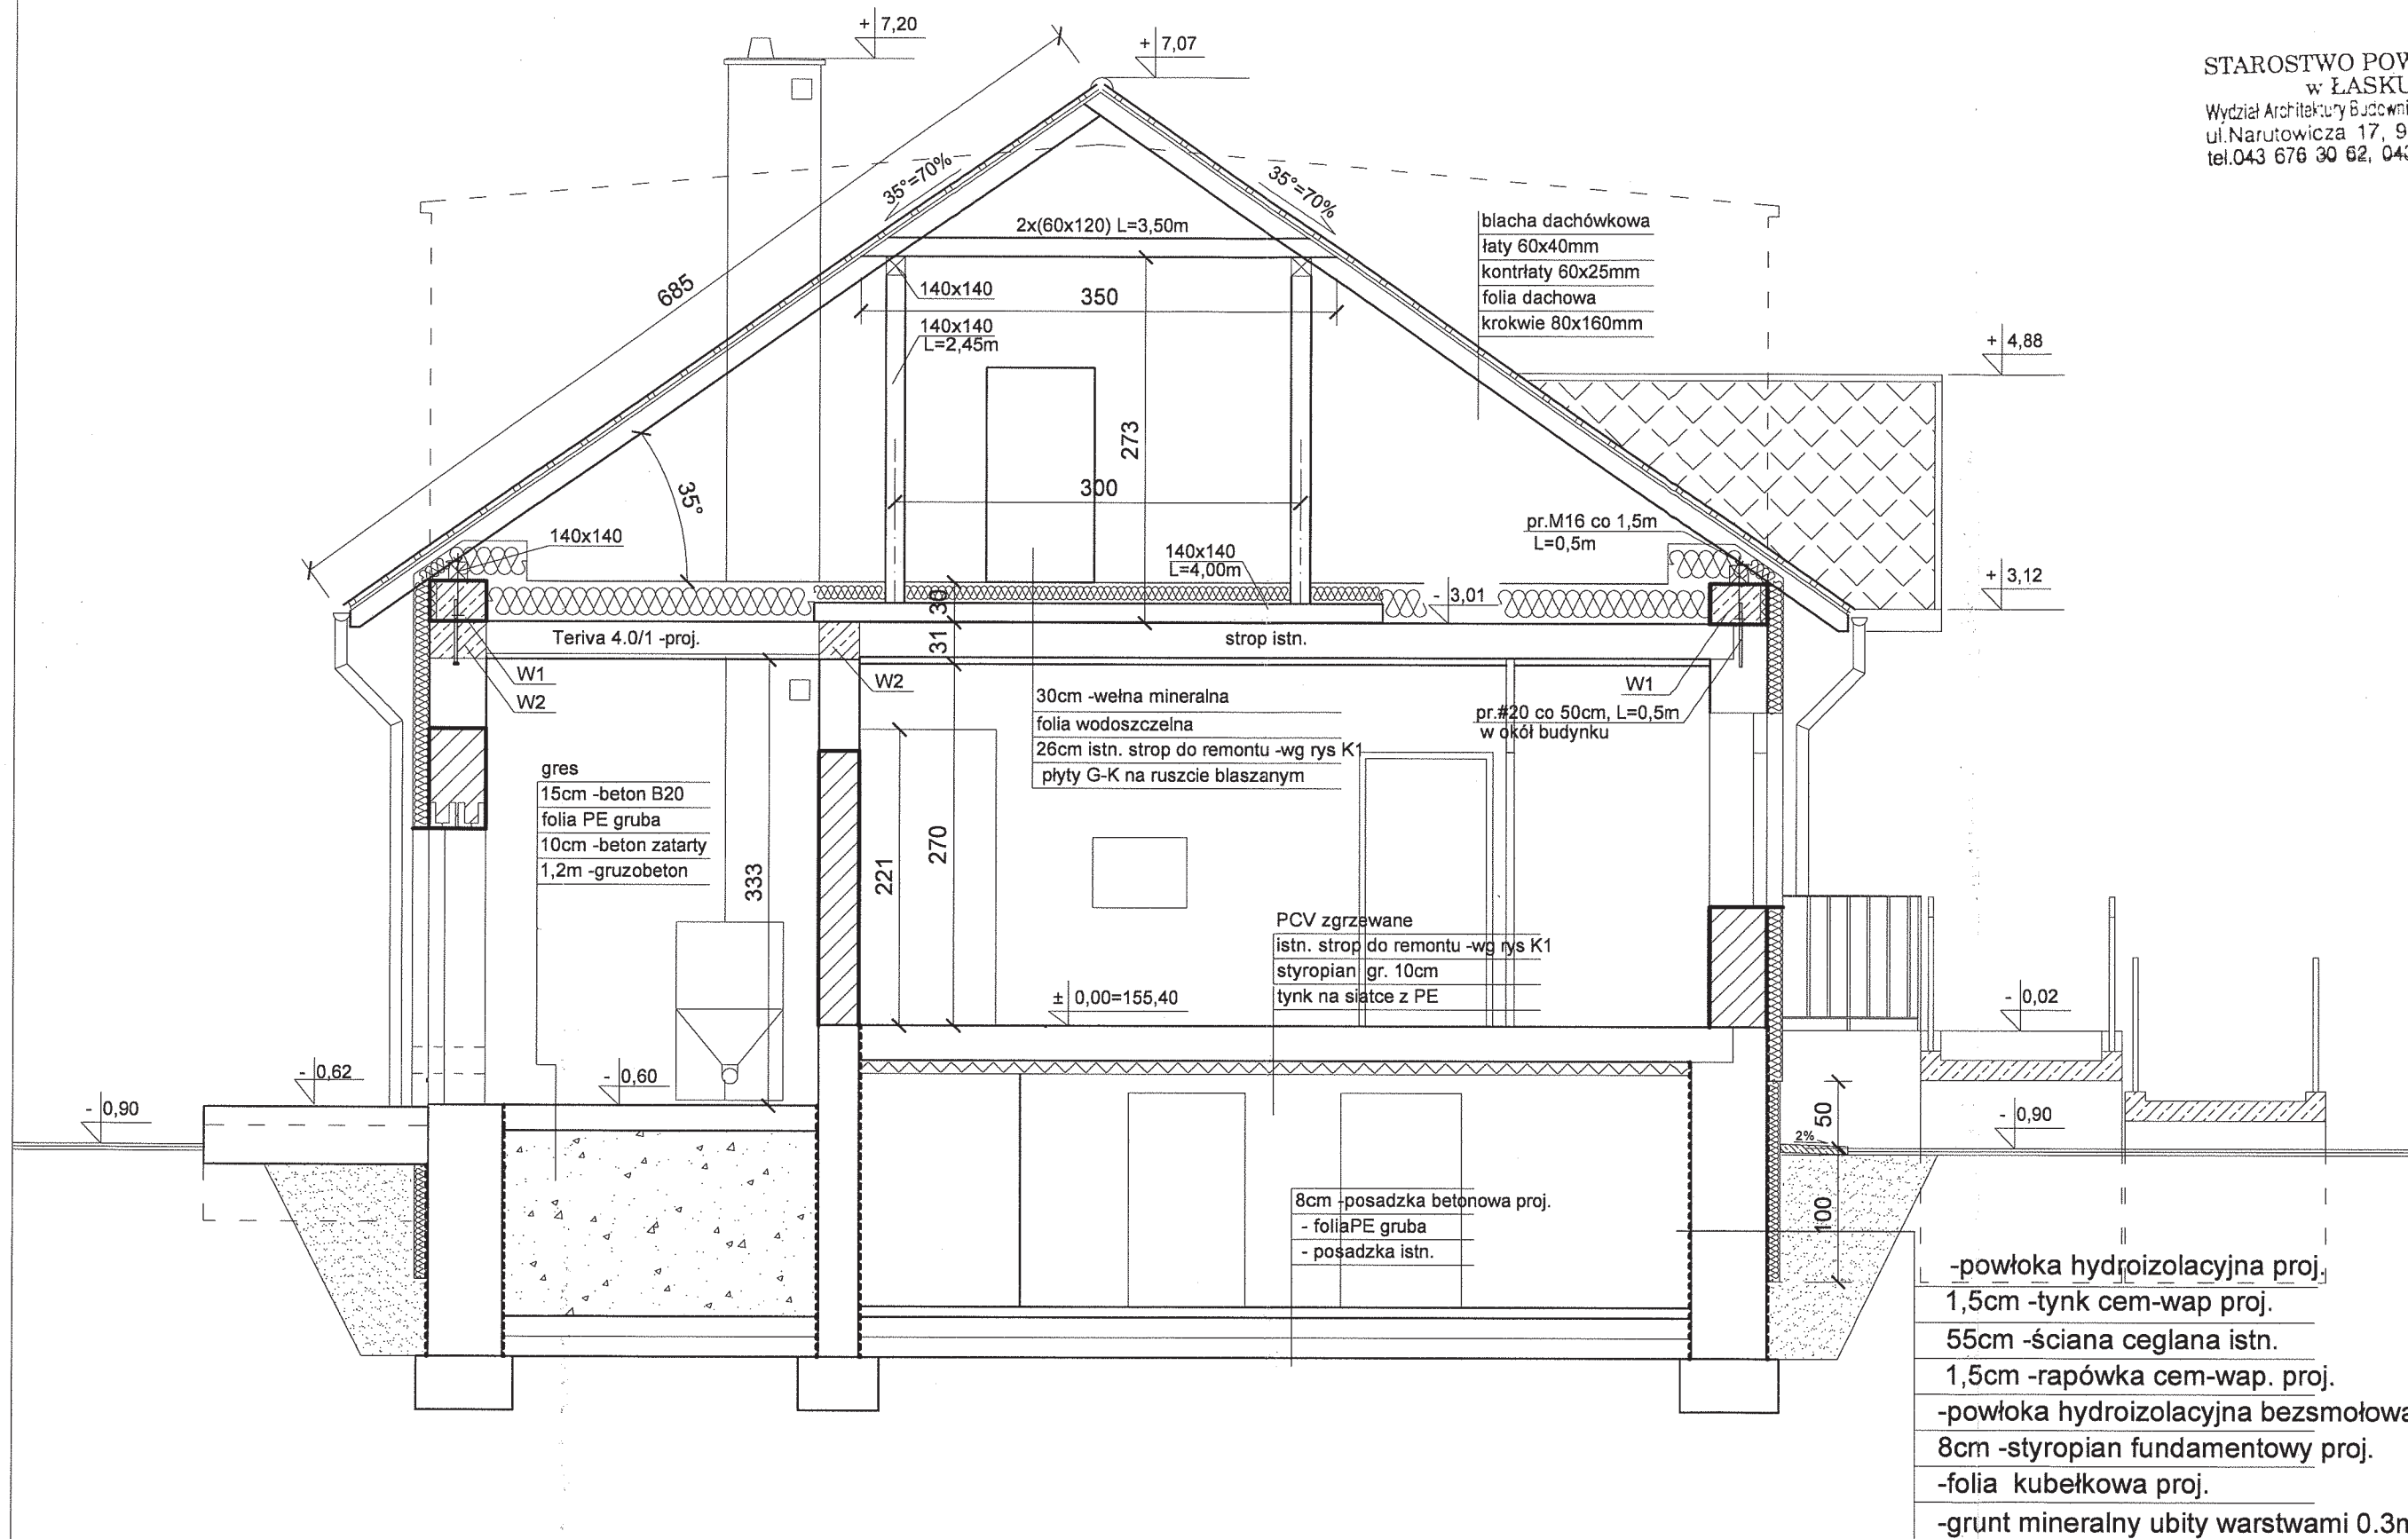 + 7,20
+ 7,07
STAROSTWO POW
w ŁASKU
Wydział Architektury Budowni
ul.Narutowicza 17, 9
tel.043 676 30 62, 043
35°=70%
35°=70%
2x(60x120) L=3,50m
blacha dachówkowa
łaty 60x40mm
kontrłaty 60x25mm
folia dachowa
krokwie 80x160mm
685
140x140
350
140x140
L=2,45m
+ 4,88
273
300
35°
pr.M16 co 1,5m
L=0,5m
140x140
140x140
L=4,00m
+ 3,12
30
- 3,01
Teriva 4.0/1 -proj.
31
strop istn.
W1
W2
W2
W1
30cm -wełna mineralna
folia wodoszczelna
26cm istn. strop do remontu -wg rys K1
płyty G-K na ruszcie blaszanym
pr.#20 co 50cm, L=0,5m
w okół budynku
gres
15cm -beton B20
folia PE gruba
10cm -beton zatarty
1,2m -gruzobeton
333
221
270
PCV zgrzewane
istn. strop do remontu -wg rys K1
styropian gr. 10cm
tynk na siatce z PE
± 0,00=155,40
- 0,02
- 0,62
- 0,60
- 0,90
50
- 0,90
2%
100
8cm -posadzka betonowa proj.
- foliaPE gruba
- posadzka istn.
-powłoka hydroizolacyjna proj.
1,5cm -tynk cem-wap proj.
55cm -ściana ceglana istn.
1,5cm -rapówka cem-wap. proj.
-powłoka hydroizolacyjna bezsmołowa
8cm -styropian fundamentowy proj.
-folia kubełkowa proj.
-grunt mineralny ubity warstwami 0.3m